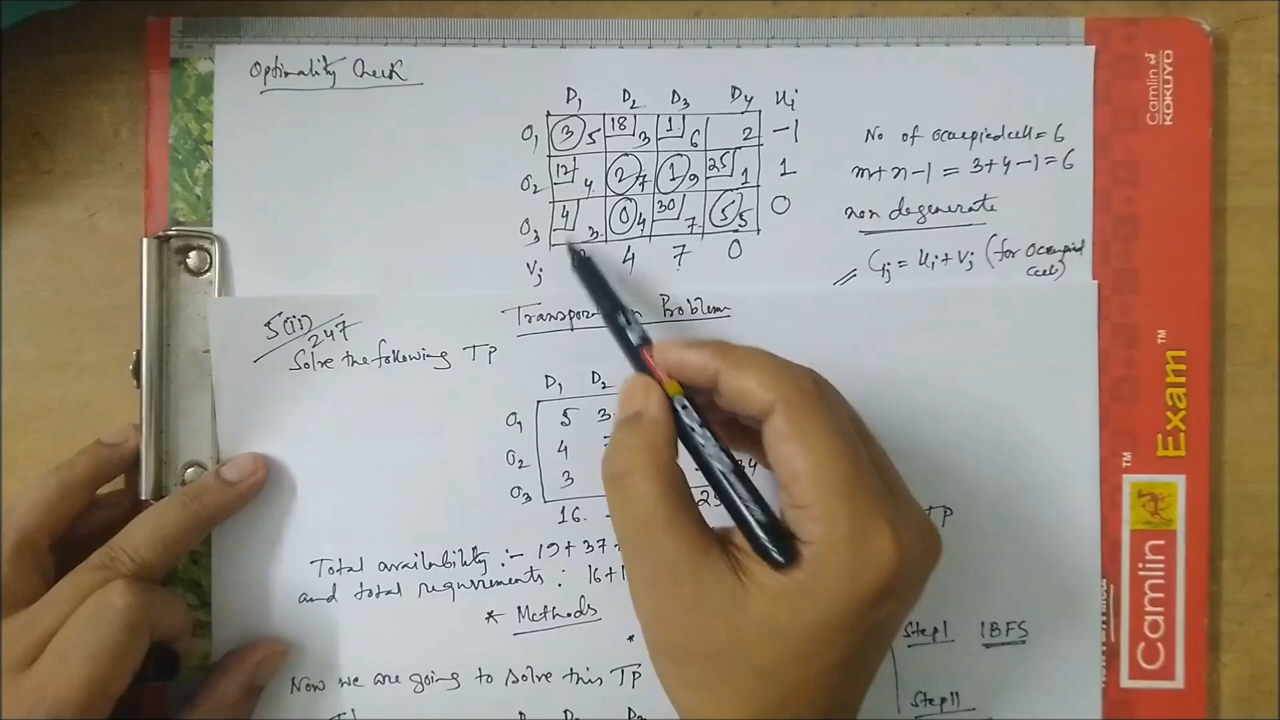 Optimality Check
D1 D2 D3 D4 ui
O1 3 5 18 3 1 6 2 -1
O2 12 4 2 7 1 9 25 1 1
O3 4 3 0 4 30 7 5 5 0
Vj 4 7 0
No of occupied cell = 6
m+n-1 = 3+4-1 = 6
non degenerate
Cij = ui + vj (for occupied
cell)
5(ii)/247
Transpor Problem
Solve the following TP
D1 D2
O1 5 3
O2 4
O3 3 34
16 25
TP
Total availability :- 19+37+
and total requirements : 16+1
* Methods
*
Step I IBFS
Now we are going to solve this TP
Step II
Camlin
KOKUYO
Camlin Exam™